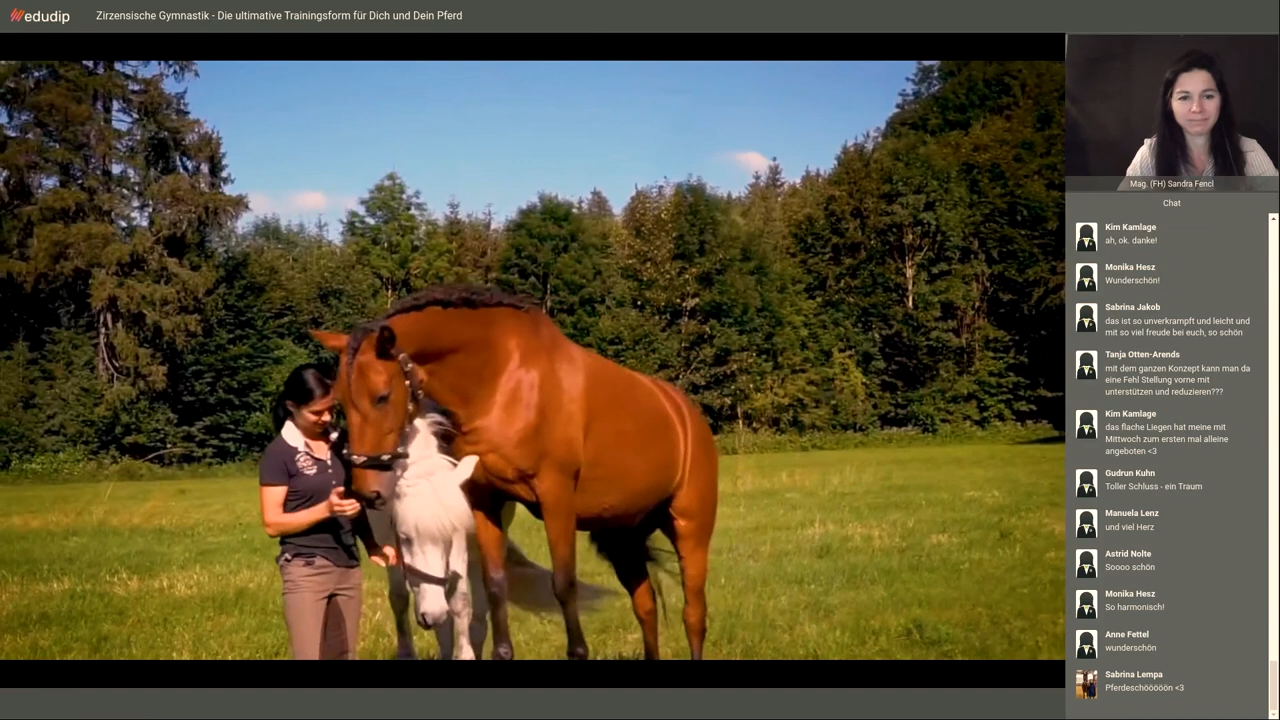 edudip
Zirzensische Gymnastik - Die ultimative Trainingsform für Dich und Dein Pferd
Mag. (FH) Sandra Fencl
Chat
Kim Kamlage
ah, ok. danke!
Monika Hesz
Wunderschön!
Sabrina Jakob
das ist so unverkrampft und leicht und
mit so viel freude bei euch, so schön
Tanja Otten-Arends
mit dem ganzen Konzept kann man da
eine Fehl Stellung vorne mit
unterstützen und reduzieren???
Kim Kamlage
das flache Liegen hat meine mit
Mittwoch zum ersten mal alleine
angeboten <3
Gudrun Kuhn
Toller Schluss - ein Traum
Manuela Lenz
und viel Herz
Astrid Nolte
Soooo schön
Monika Hesz
So harmonisch!
Anne Fettel
wunderschön
Sabrina Lempa
Pferdeschööööön <3